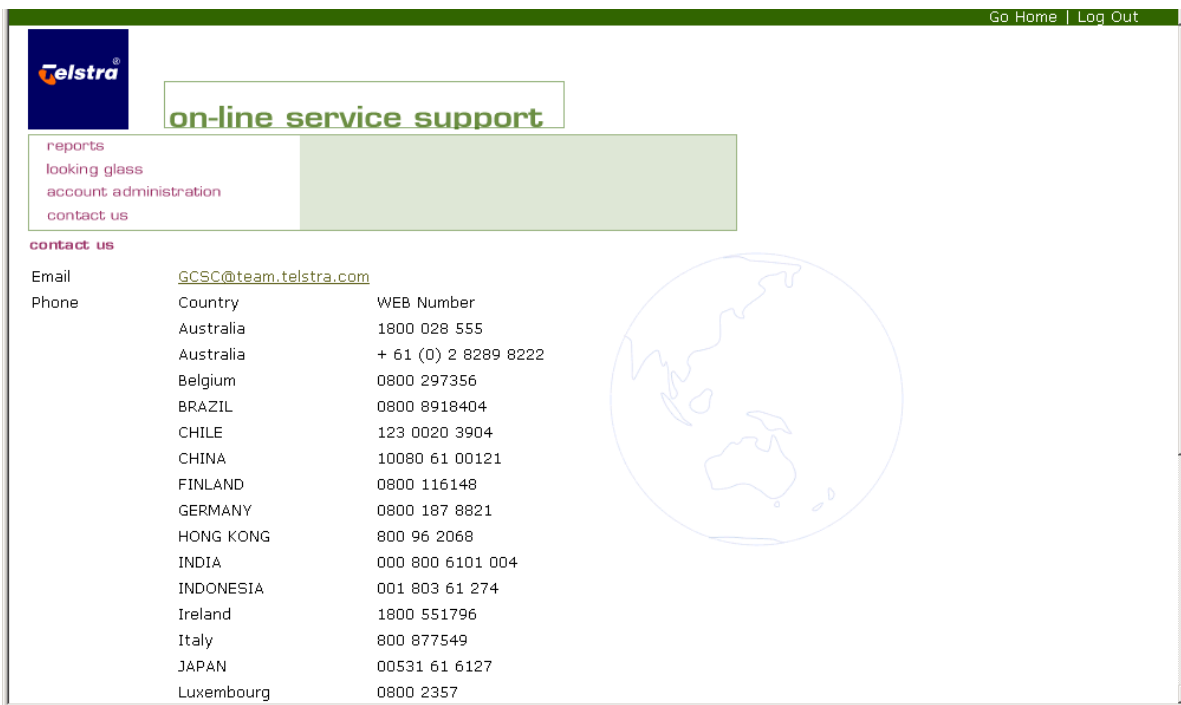 Go Home | Log Out
Telstra®
on-line service support
reports
looking glass
account administration
contact us
contact us
Email GCSC@team.telstra.com
Phone Country WEB Number
Australia 1800 028 555
Australia + 61 (0) 2 8289 8222
Belgium 0800 297356
BRAZIL 0800 8918404
CHILE 123 0020 3904
CHINA 10080 61 00121
FINLAND 0800 116148
GERMANY 0800 187 8821
HONG KONG 800 96 2068
INDIA 000 800 6101 004
INDONESIA 001 803 61 274
Ireland 1800 551796
Italy 800 877549
JAPAN 00531 61 6127
Luxembourg 0800 2357